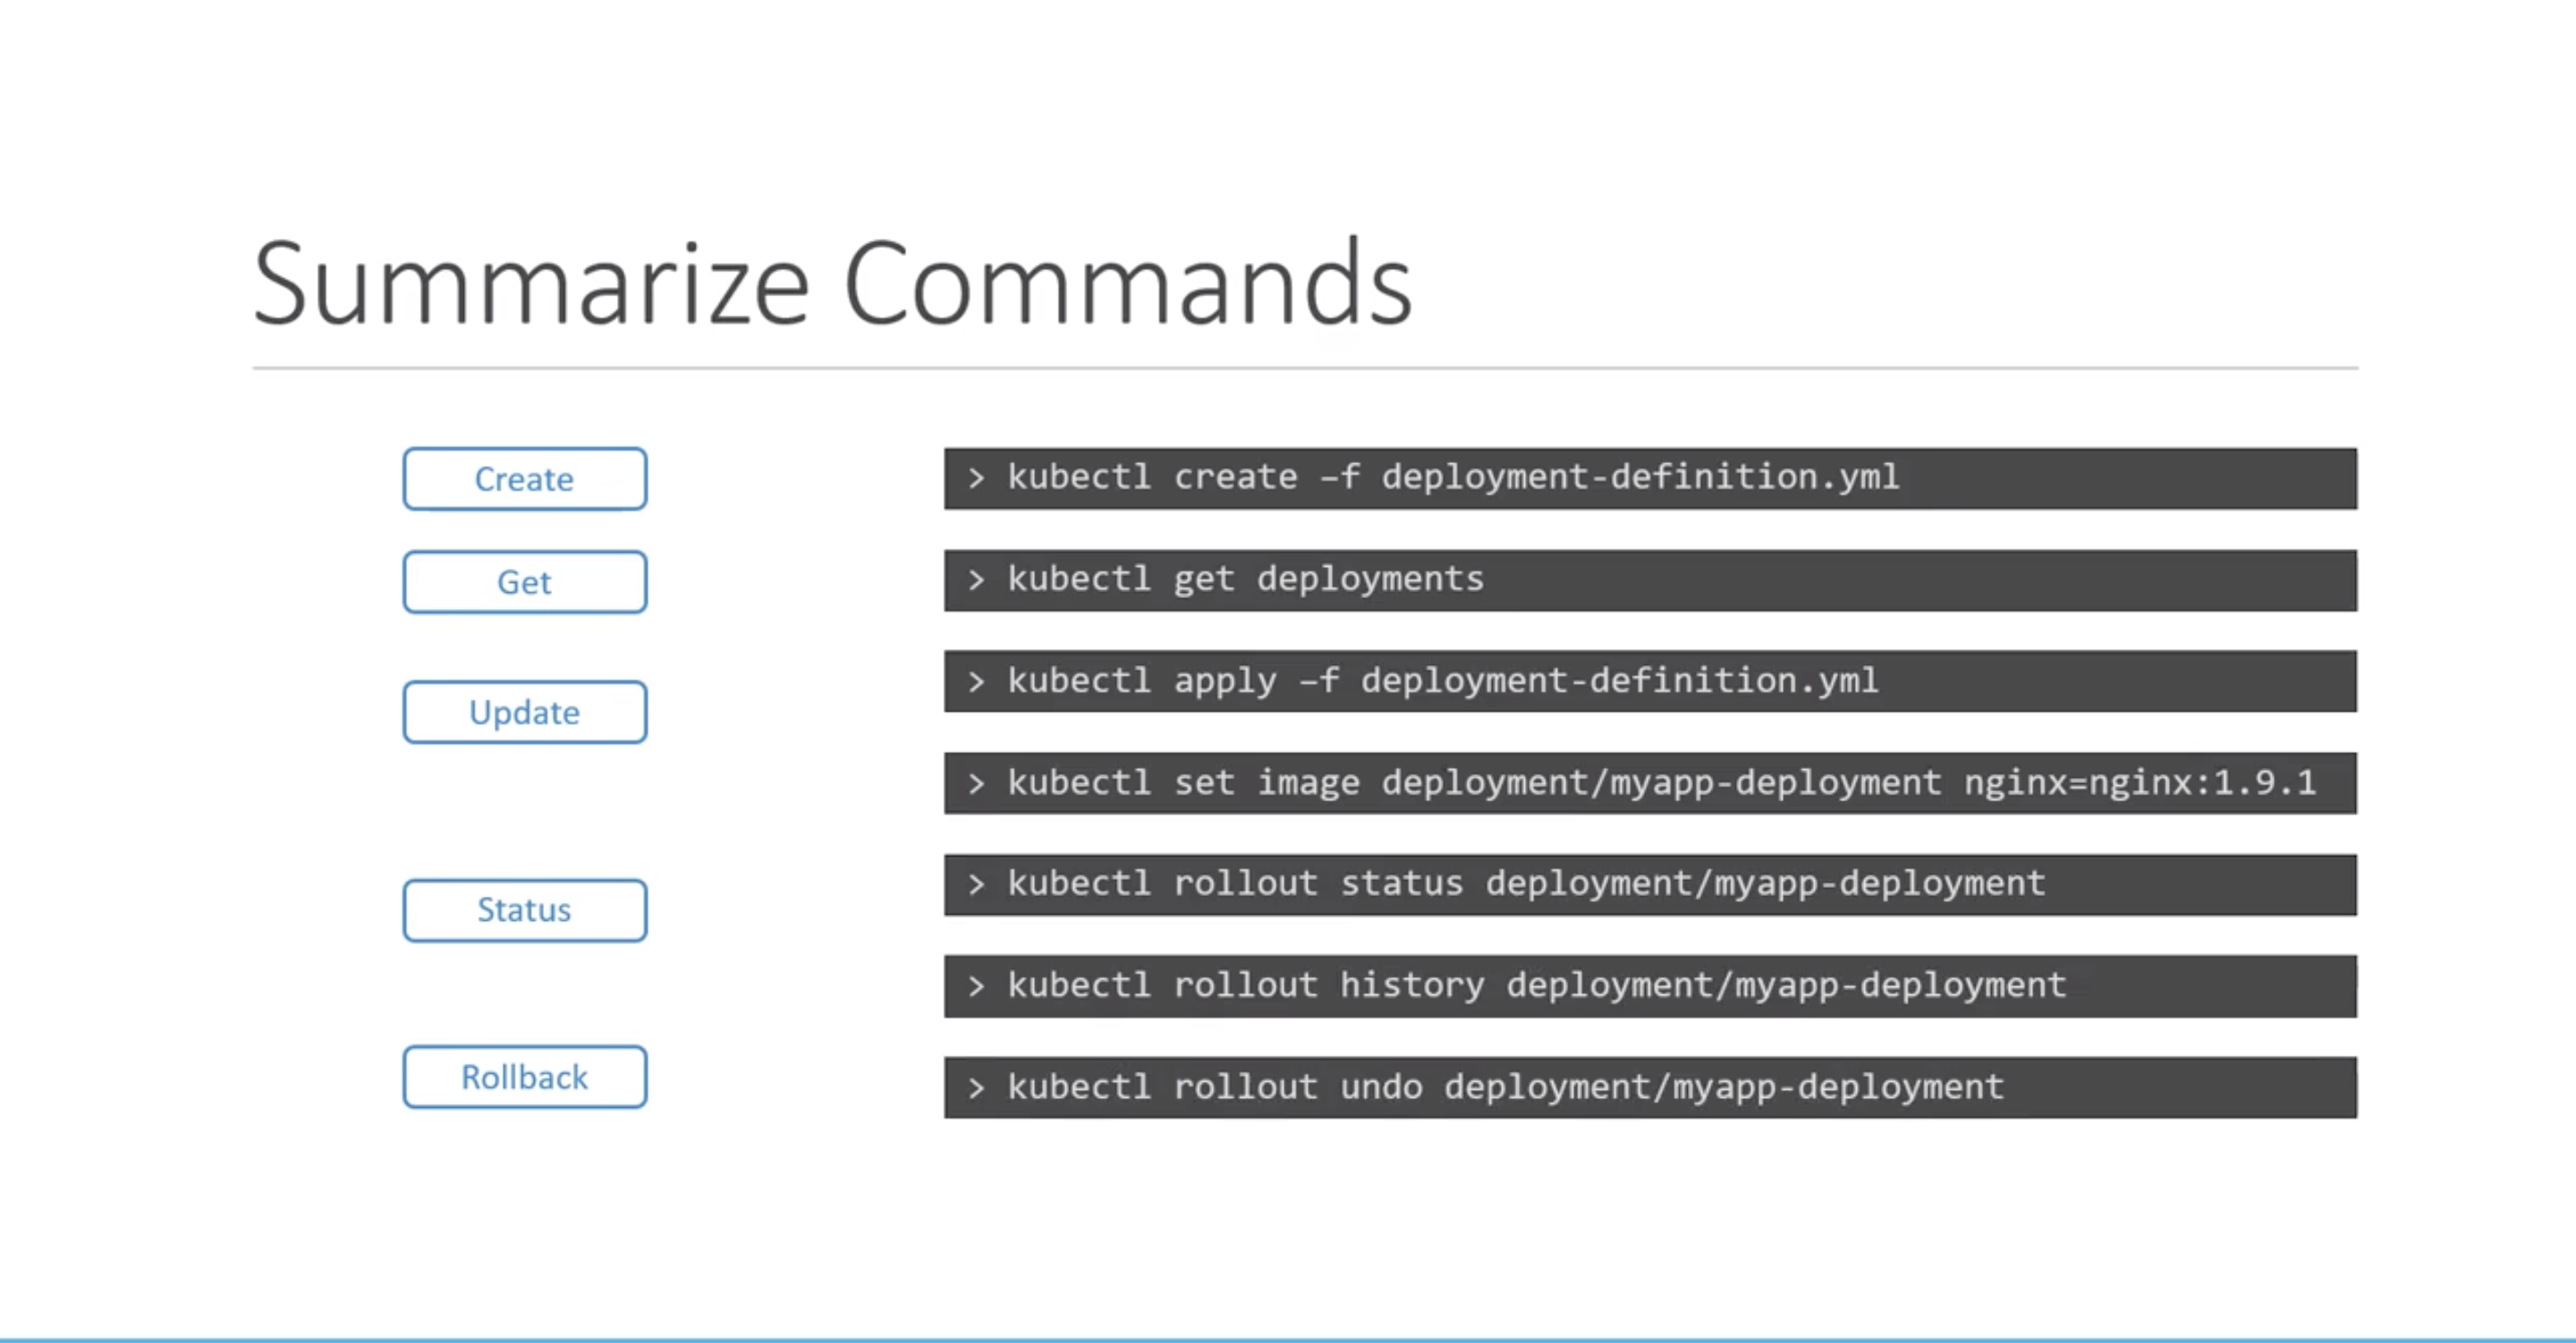 Summarize Commands
Create
> kubectl create –f deployment-definition.yml
Get
> kubectl get deployments
Update
> kubectl apply –f deployment-definition.yml
> kubectl set image deployment/myapp-deployment nginx=nginx:1.9.1
Status
> kubectl rollout status deployment/myapp-deployment
> kubectl rollout history deployment/myapp-deployment
Rollback
> kubectl rollout undo deployment/myapp-deployment